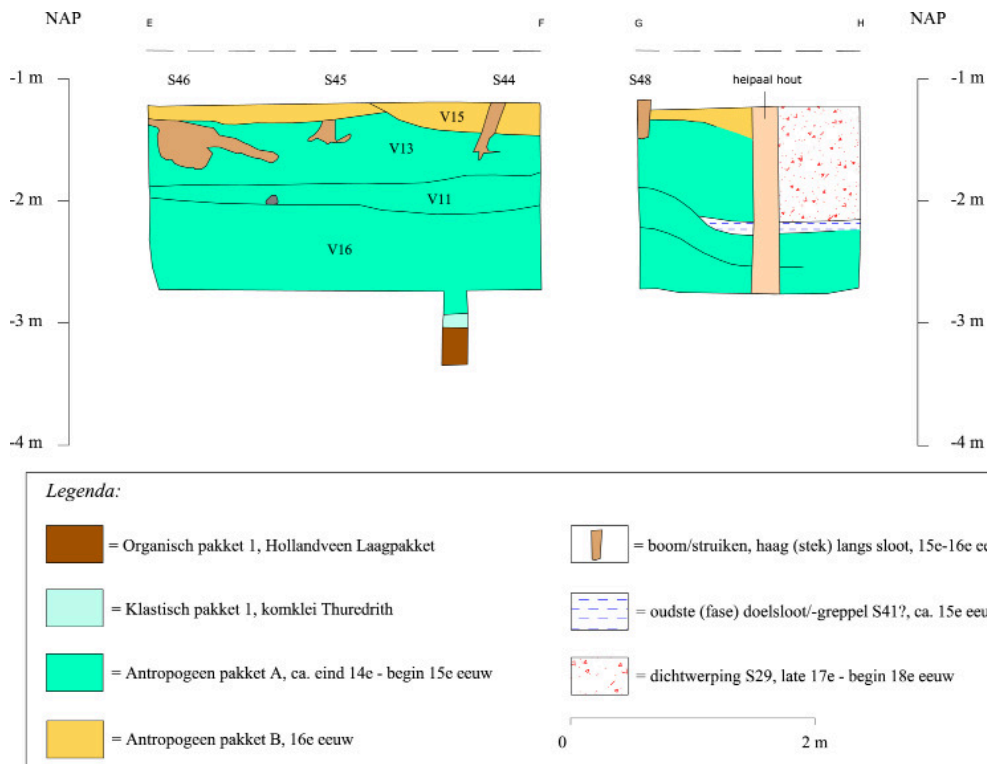 NAP E F G H NAP
-1 m S46 S45 S44 S48 heipaal hout -1 m
V15
V13
-2 m V11 -2 m
V16
-3 m -3 m
-4 m -4 m
Legenda:
= Organisch pakket 1, Hollandveen Laagpakket
= Klastisch pakket 1, komklei Thuredrith
= Antropogeen pakket A, ca. eind 14e - begin 15e eeuw
= Antropogeen pakket B, 16e eeuw
= boom/struiken, haag (stek) langs sloot, 15e-16e ee
= oudste (fase) doelsloot/-greppel S41?, ca. 15e eeu
= dichtwerping S29, late 17e - begin 18e eeuw
0 2 m